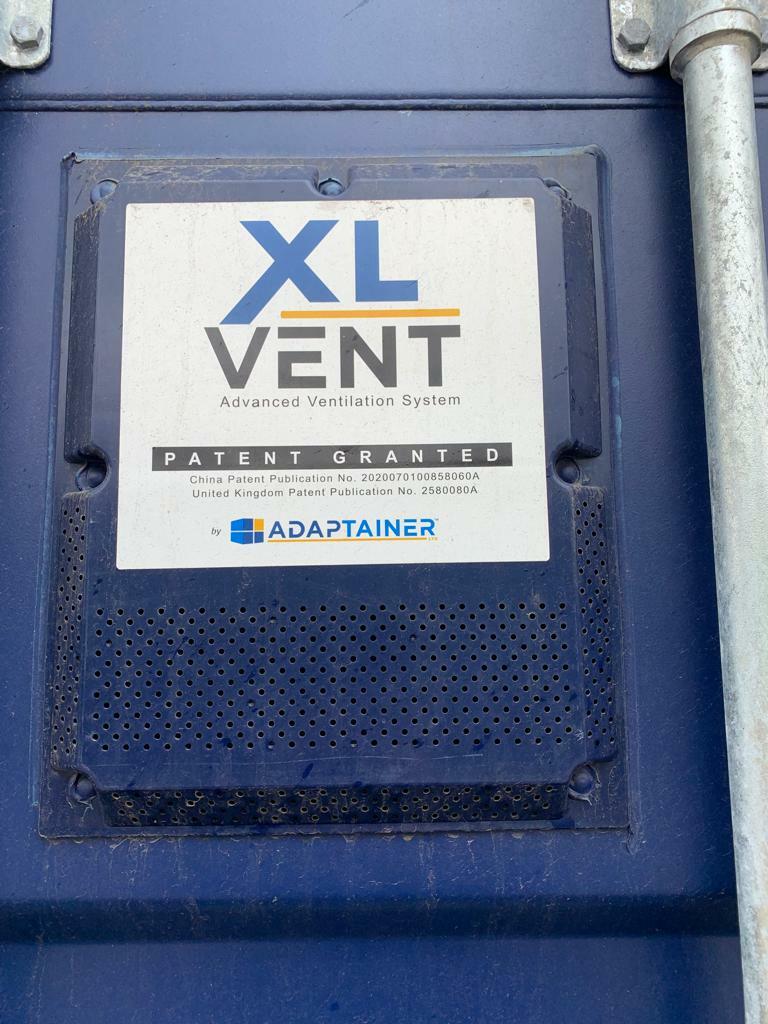 XL
VENT
Advanced Ventilation System
PATENT GRANTED
China Patent Publication No. 2020070100858060A
United Kingdom Patent Publication No. 2580080A
by ADAPTAINER LTD